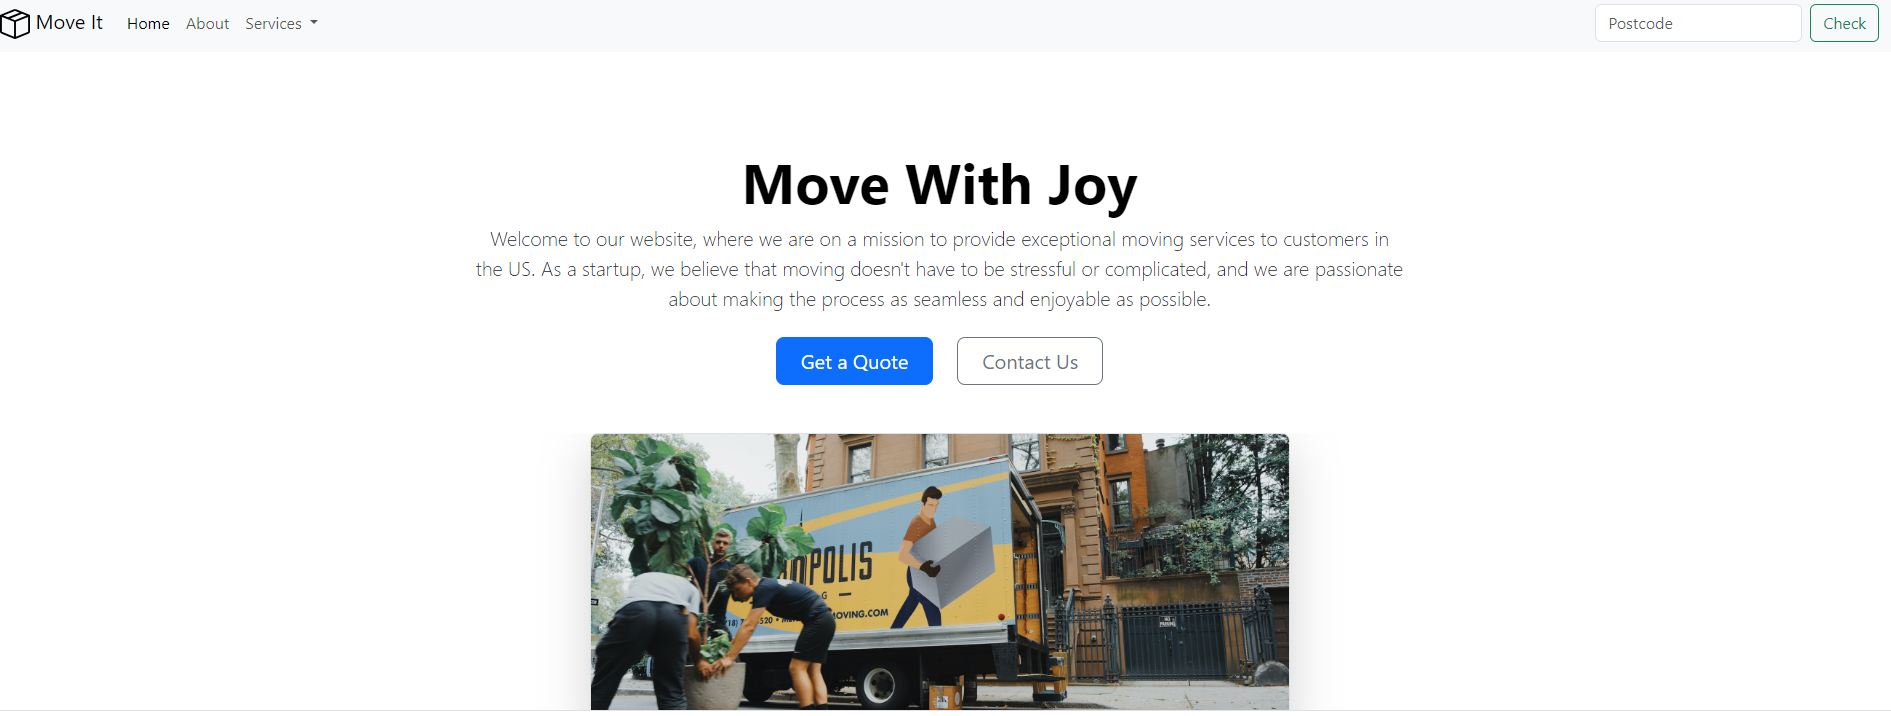 Move It
Home
About
Services
Postcode
Check
Move With Joy
Welcome to our website, where we are on a mission to provide exceptional moving services to customers in
the US. As a startup, we believe that moving doesn't have to be stressful or complicated, and we are passionate
about making the process as seamless and enjoyable as possible.
Get a Quote
Contact Us
OVING.COM
NO
PARKING